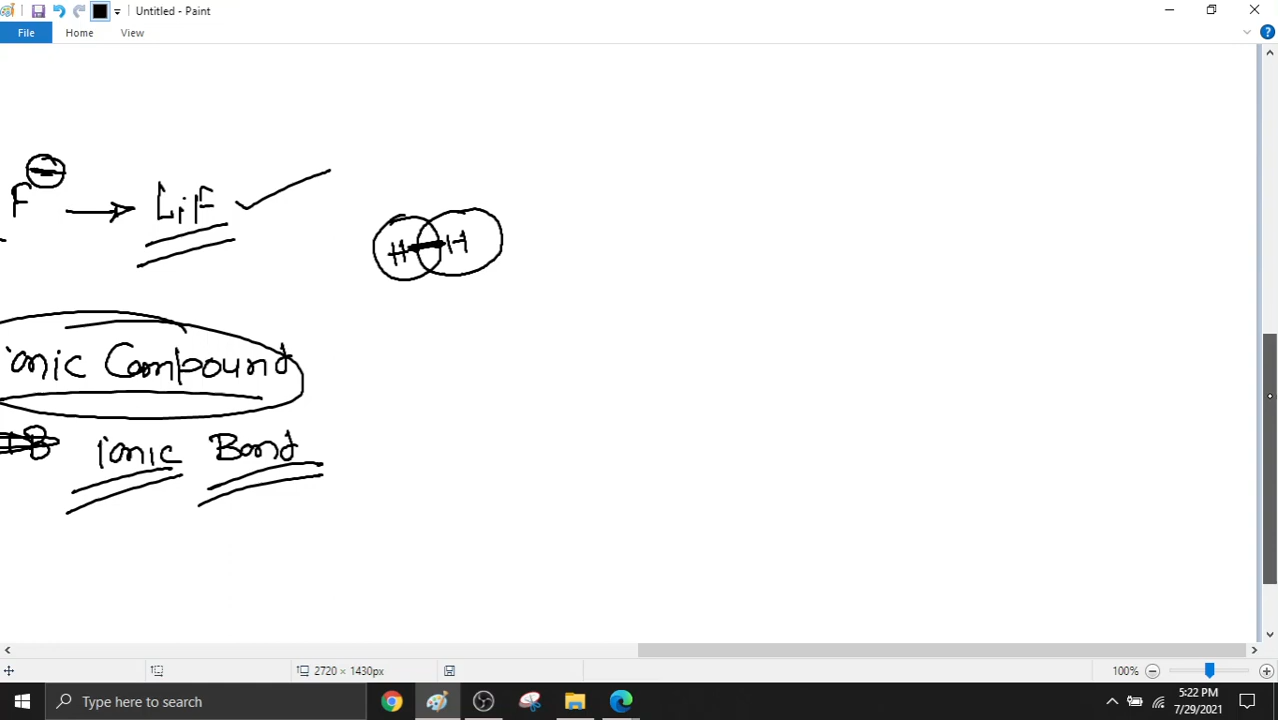 Untitled - Paint
File Home View
F⊖ → LiF ✓
H-H
ionic Compound
B ionic Bond
2720 × 1430px
100%
Type here to search
5:22 PM
7/29/2021